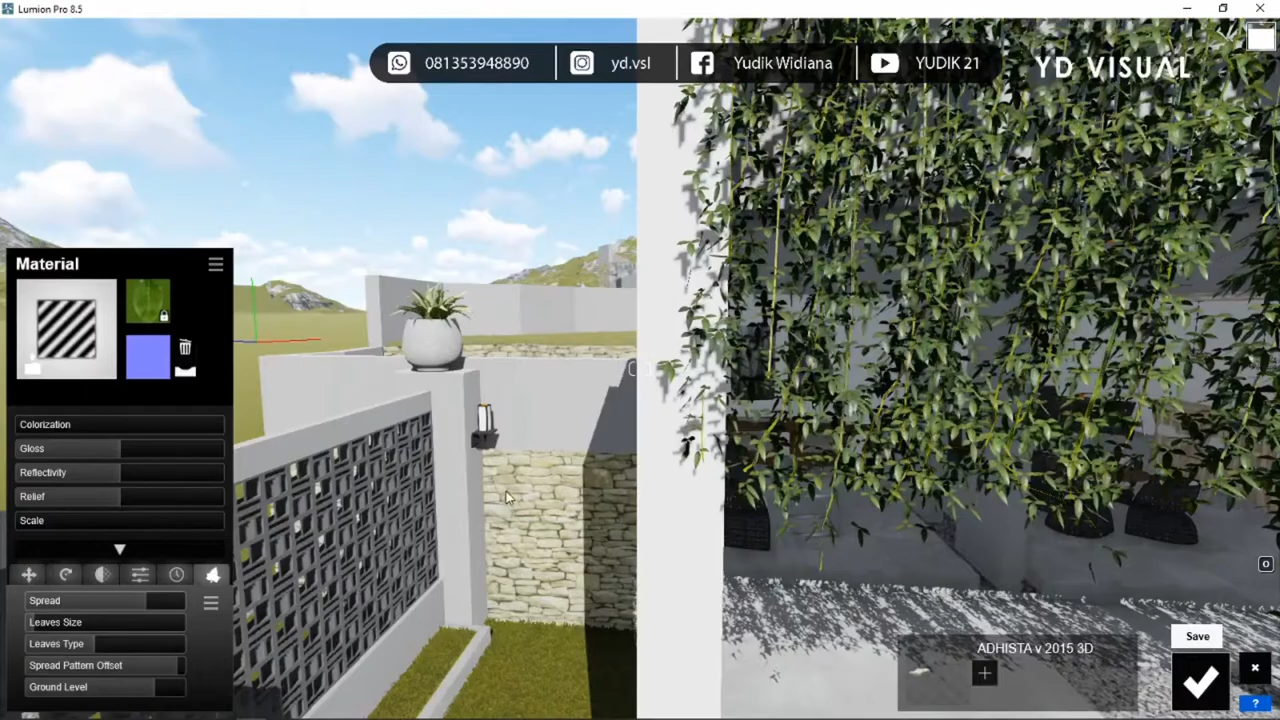 Lumion Pro 8.5
081353948890
yd.vsl
Yudik Widiana
YUDIK 21
YD VISUAL
Material
Colorization
Gloss
Reflectivity
Relief
Scale
Spread
Leaves Size
Leaves Type
Spread Pattern Offset
Ground Level
ADHISTA v 2015 3D
Save
?